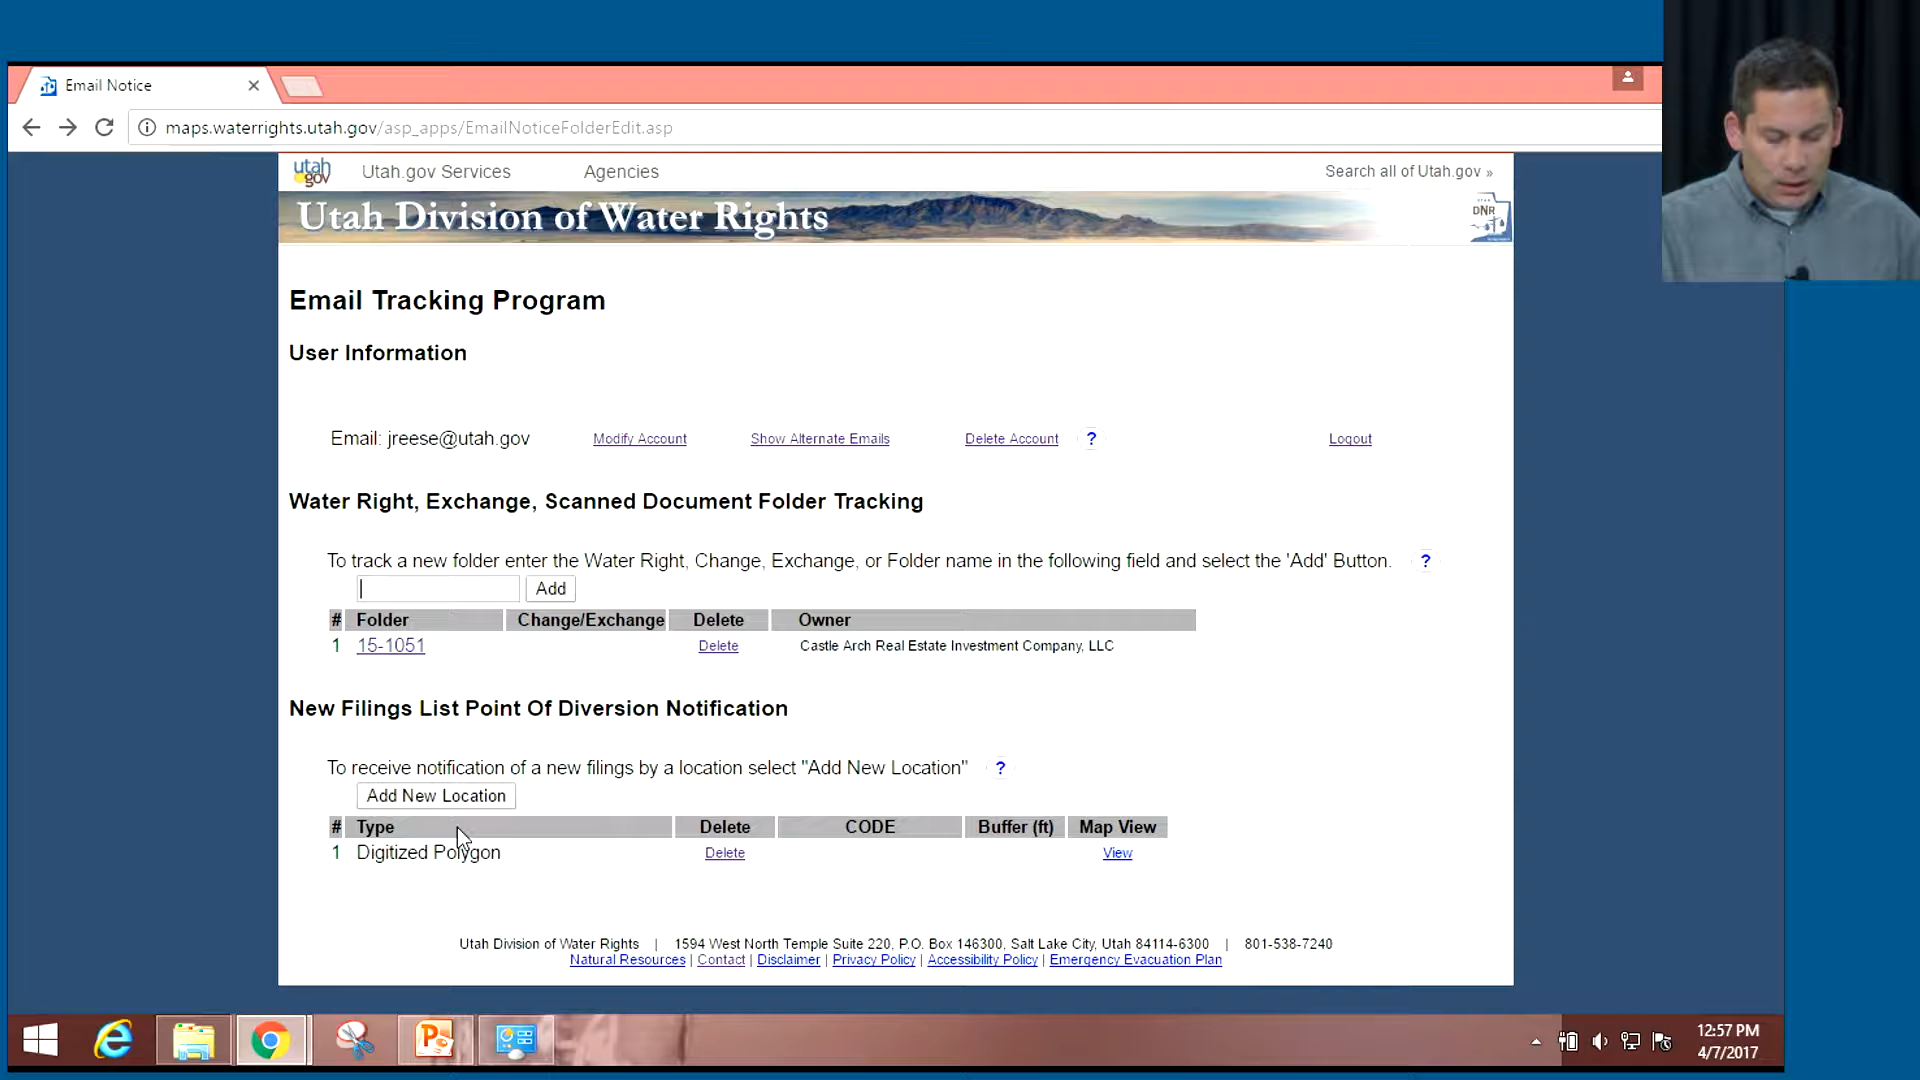 Email Notice
maps.waterrights.utah.gov/asp_apps/EmailNoticeFolderEdit.asp
utah gov Utah.gov Services Agencies Search all of Utah.gov »
Utah Division of Water Rights
DNR
Email Tracking Program
User Information
Email: jreese@utah.gov Modify Account Show Alternate Emails Delete Account ? Logout
Water Right, Exchange, Scanned Document Folder Tracking
To track a new folder enter the Water Right, Change, Exchange, or Folder name in the following field and select the 'Add' Button. ?
Add
# Folder Change/Exchange Delete Owner
1 15-1051 Delete Castle Arch Real Estate Investment Company, LLC
New Filings List Point Of Diversion Notification
To receive notification of a new filings by a location select "Add New Location" ?
Add New Location
# Type Delete CODE Buffer (ft) Map View
1 Digitized Polygon Delete View
Utah Division of Water Rights | 1594 West North Temple Suite 220, P.O. Box 146300, Salt Lake City, Utah 84114-6300 | 801-538-7240
Natural Resources | Contact | Disclaimer | Privacy Policy | Accessibility Policy | Emergency Evacuation Plan
12:57 PM
4/7/2017